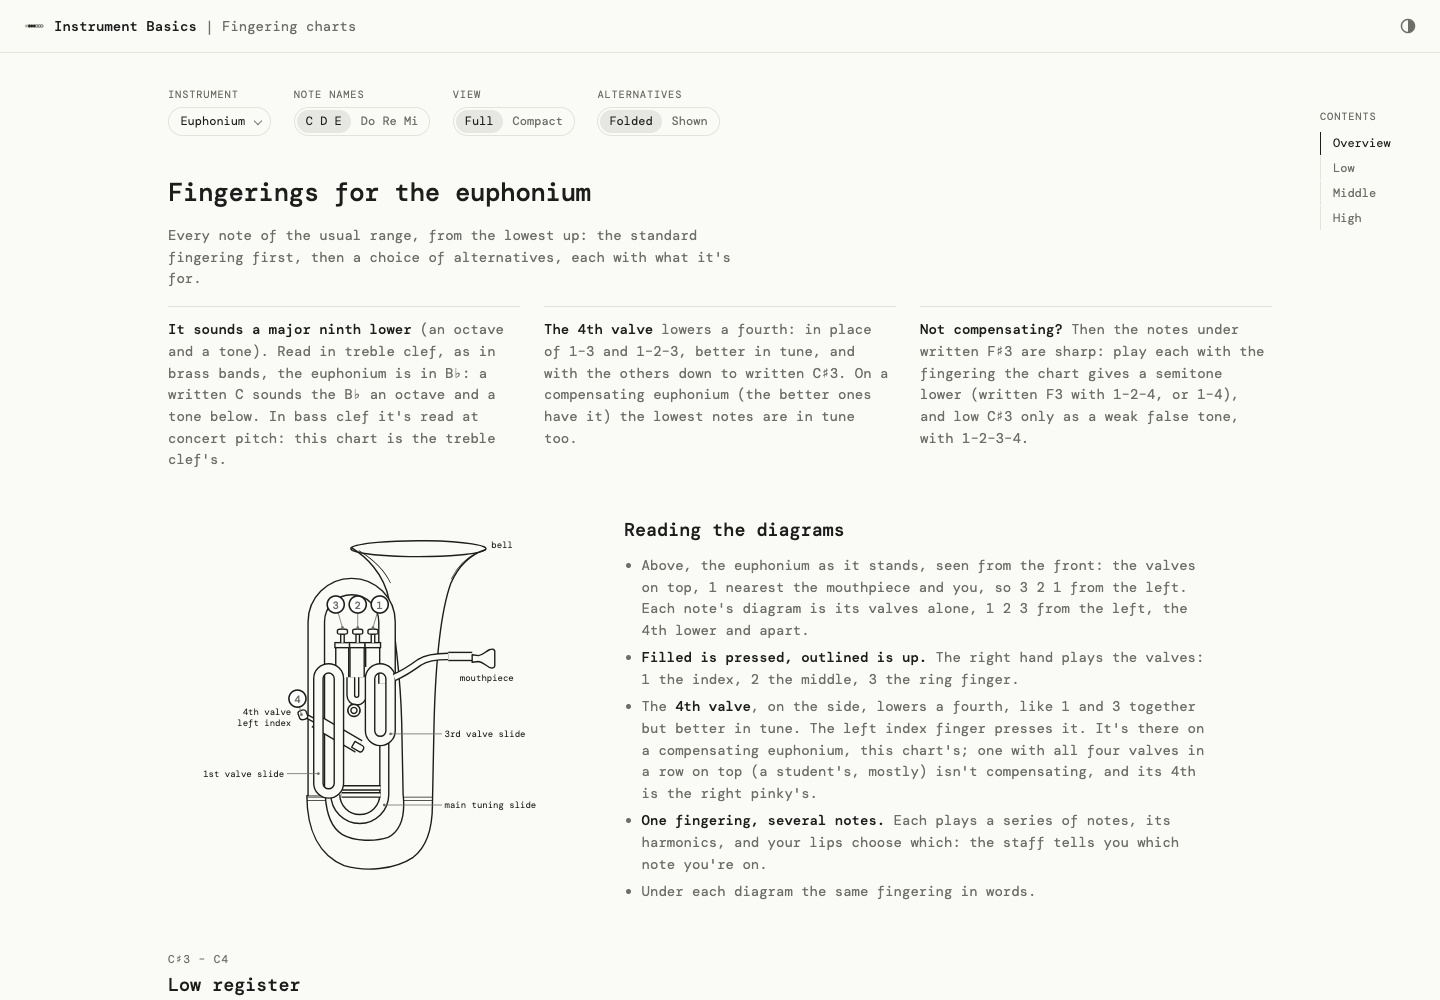 Instrument Basics | Fingering charts
INSTRUMENT
NOTE NAMES
VIEW
ALTERNATIVES
Euphonium
C D E
Do Re Mi
Full
Compact
Folded
Shown
CONTENTS
Overview
Low
Middle
High
Fingerings for the euphonium
Every note of the usual range, from the lowest up: the standard
fingering first, then a choice of alternatives, each with what it's
for.
It sounds a major ninth lower (an octave
and a tone). Read in treble clef, as in
brass bands, the euphonium is in B♭: a
written C sounds the B♭ an octave and a
tone below. In bass clef it's read at
concert pitch: this chart is the treble
clef's.
The 4th valve lowers a fourth: in place
of 1-3 and 1-2-3, better in tune, and
with the others down to written C♯3. On a
compensating euphonium (the better ones
have it) the lowest notes are in tune
too.
Not compensating? Then the notes under
written F♯3 are sharp: play each with the
fingering the chart gives a semitone
lower (written F3 with 1-2-4, or 1-4),
and low C♯3 only as a weak false tone,
with 1-2-3-4.
bell
3 2 1
mouthpiece
4
4th valve
left index
3rd valve slide
1st valve slide
main tuning slide
Reading the diagrams
• Above, the euphonium as it stands, seen from the front: the valves
on top, 1 nearest the mouthpiece and you, so 3 2 1 from the left.
Each note's diagram is its valves alone, 1 2 3 from the left, the
4th lower and apart.
• Filled is pressed, outlined is up. The right hand plays the valves:
1 the index, 2 the middle, 3 the ring finger.
• The 4th valve, on the side, lowers a fourth, like 1 and 3 together
but better in tune. The left index finger presses it. It's there on
a compensating euphonium, this chart's; one with all four valves in
a row on top (a student's, mostly) isn't compensating, and its 4th
is the right pinky's.
• One fingering, several notes. Each plays a series of notes, its
harmonics, and your lips choose which: the staff tells you which
note you're on.
• Under each diagram the same fingering in words.
C♯3 – C4
Low register